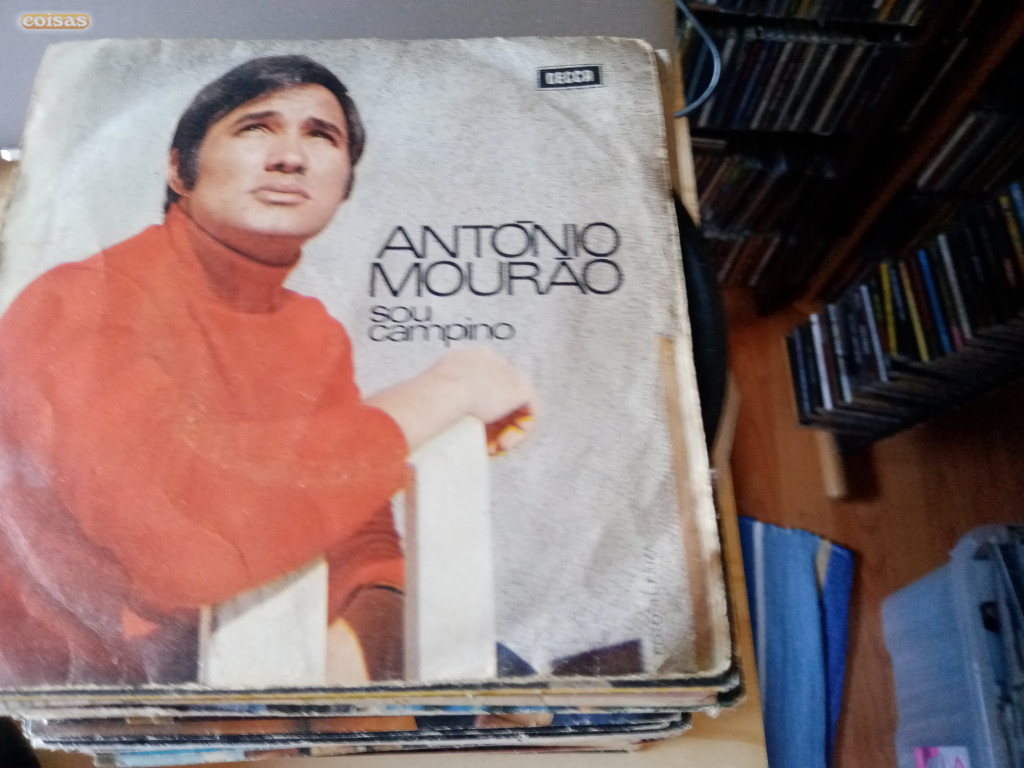 coisas
DECCA
ANTÓNIO
MOURÃO
sou
campino